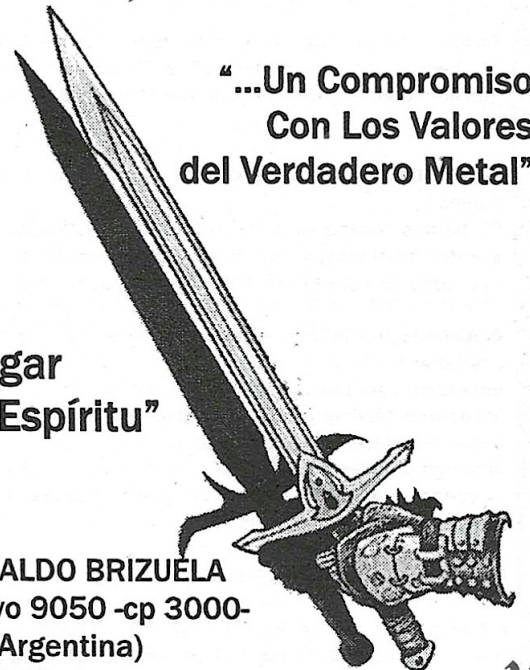 “...Un Compromiso
Con Los Valores
del Verdadero Metal”
gar
Espíritu”
ALDO BRIZUELA
vo 9050 -cp 3000-
Argentina)